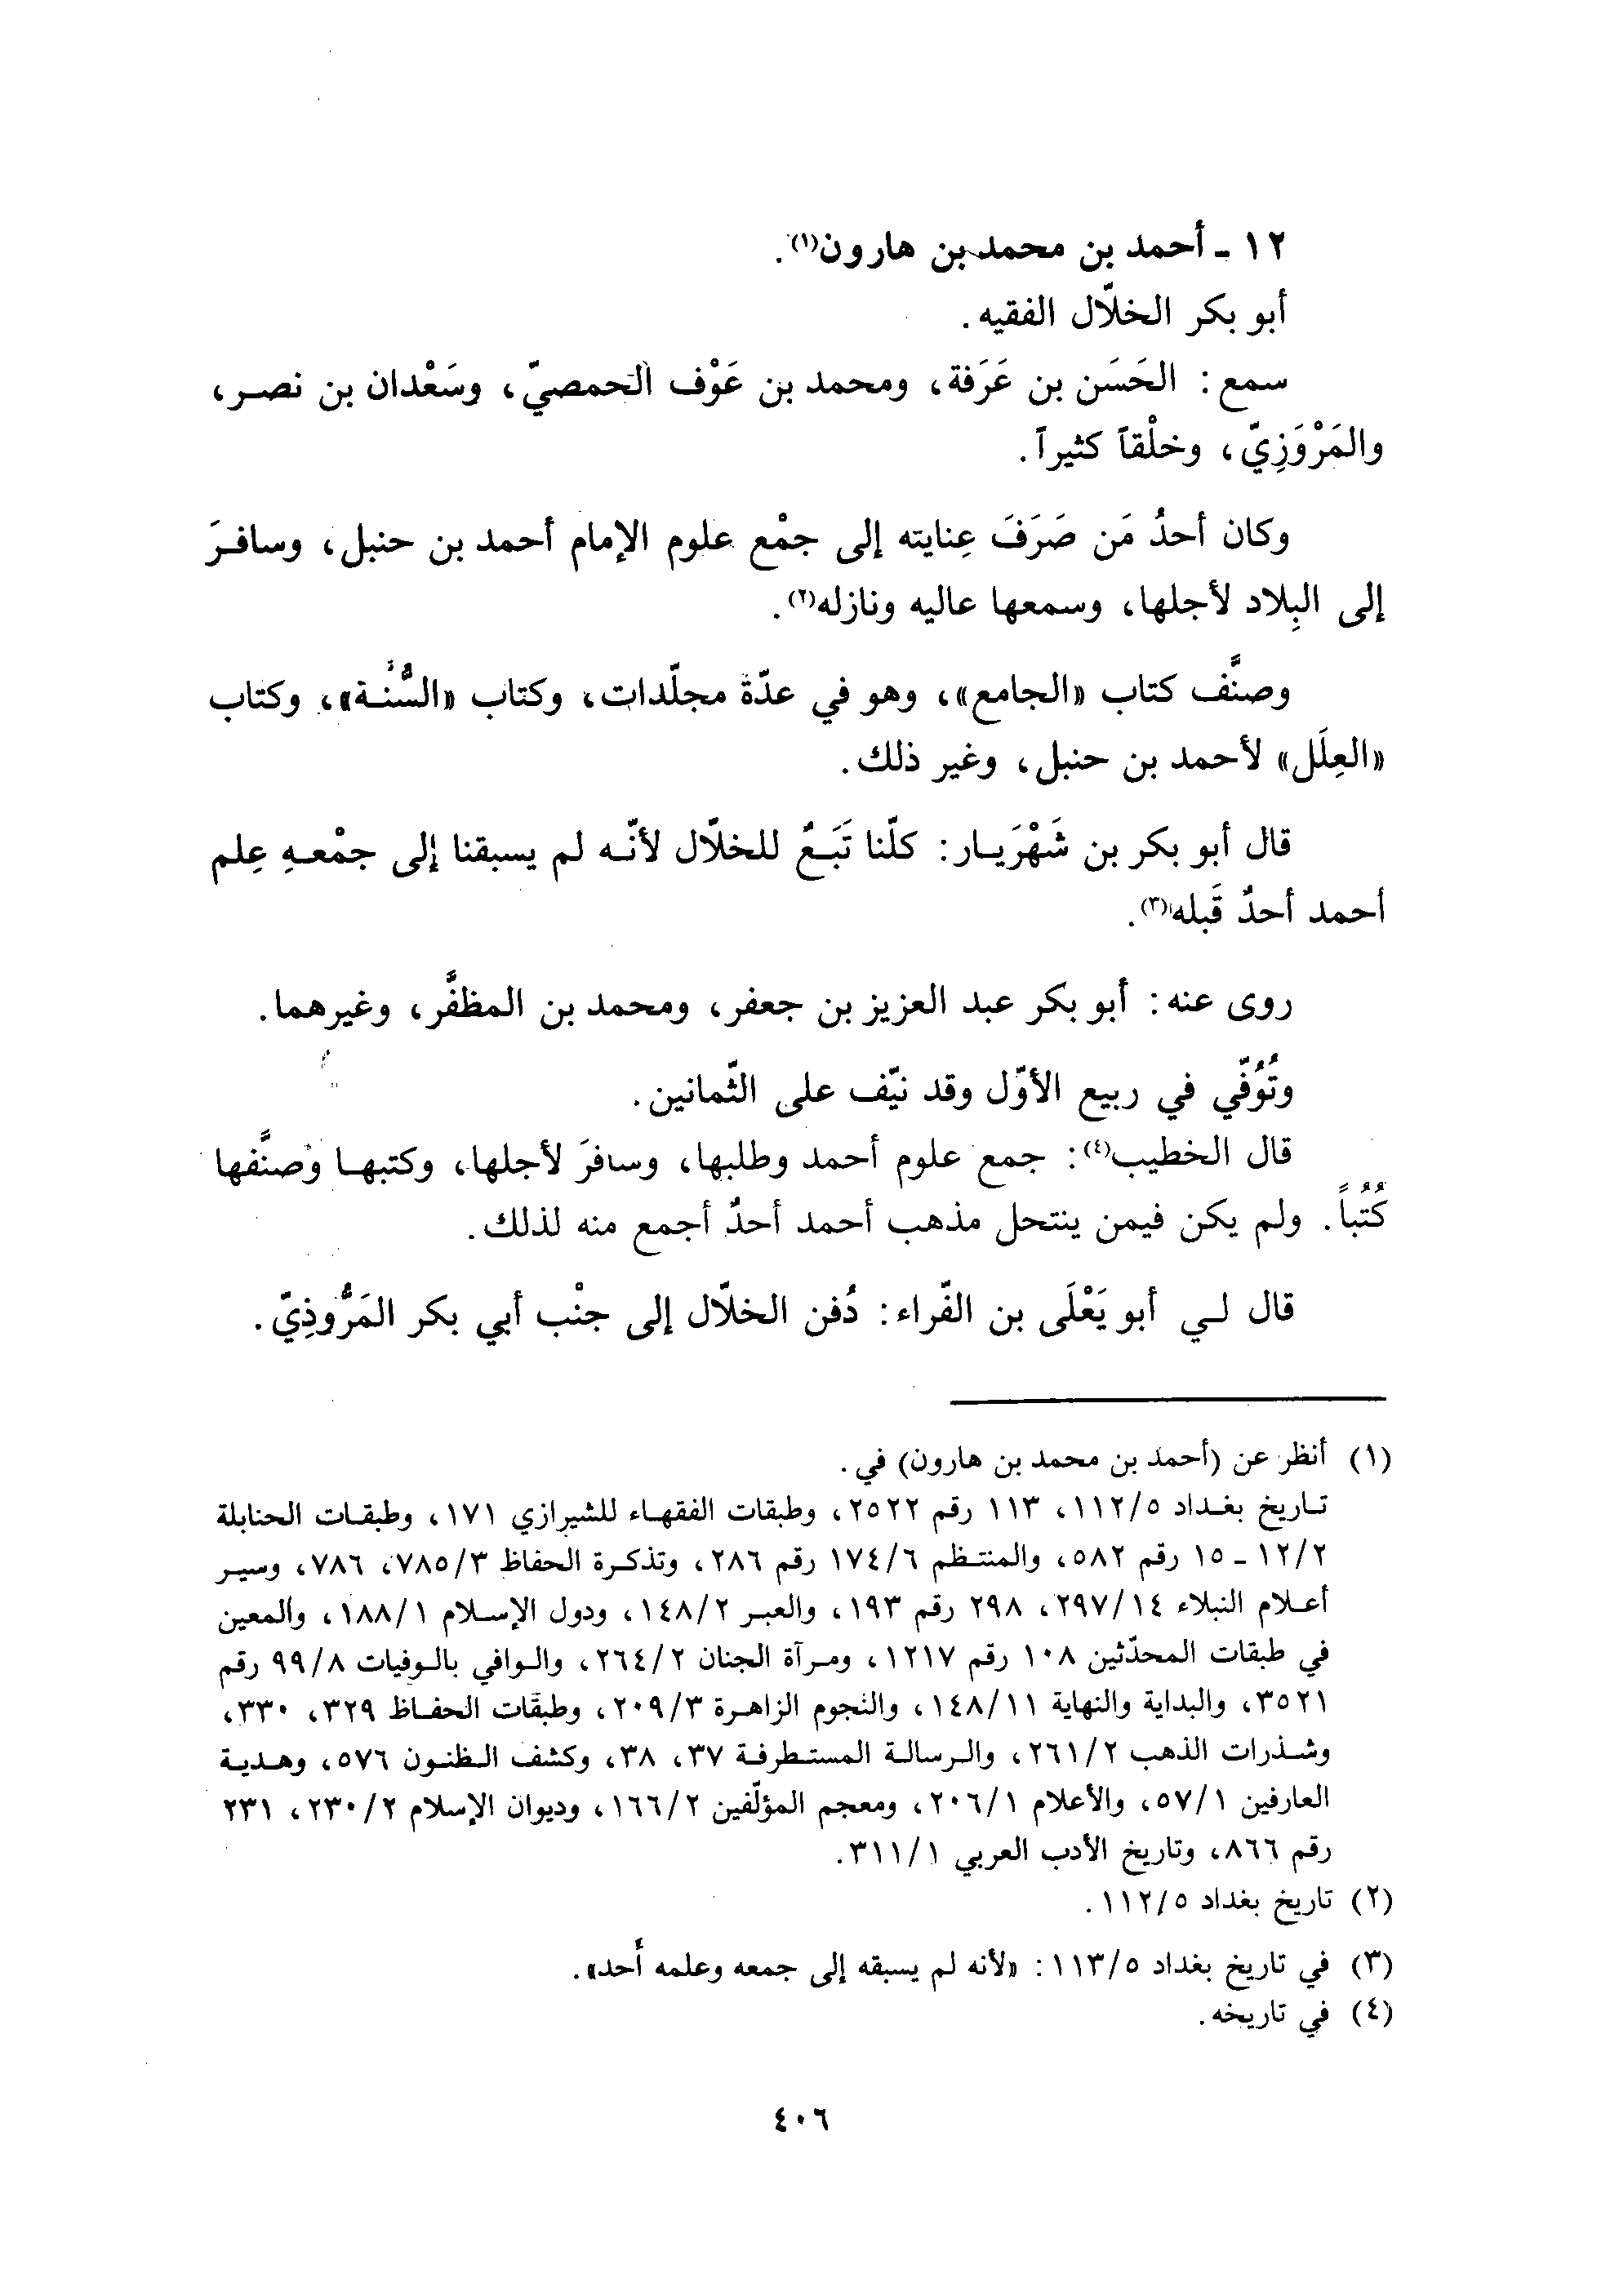 ١٢ - أحمد بن محمد بن هارون(١).
أبو بكر الخلّال الفقيه.
سمع: الحَسَن بن عَرَفة، ومحمد بن عَوْف الحمصيّ، وسَعْدان بن نصر،
والمَرْوَزِيّ، وخلْقاً كثيراً.
وكان أحدُ مَن صَرَفَ عِنايته إلى جمْع علوم الإمام أحمد بن حنبل، وسافرَ
إلى البِلاد لأجلها، وسمعها عاليه ونازله(٢).
وصنَّف كتاب «الجامع»، وهو في عدّة مجلّدات، وكتاب «السُّنة»، وكتاب
«العِلَل» لأحمد بن حنبل، وغير ذلك.
قال أبو بكر بن شَهْرَيار: كلّنا تَبَعٌ للخلّال لأنّه لم يسبقنا إلى جمْعهِ عِلم
أحمد أحدٌ قَبله(٣).
روى عنه: أبو بكر عبد العزيز بن جعفر، ومحمد بن المظفَّر، وغيرهما.
وتُوُفّي في ربيع الأوّل وقد نيّف على الثّمانين.
قال الخطيب(٤): جمع علوم أحمد وطلبها، وسافرَ لأجلها، وكتبها وصنَّفها
كُتُباً. ولم يكن فيمن ينتحل مذهب أحمد أحدٌ أجمع منه لذلك.
قال لي أبو يَعْلَى بن الفّراء: دُفن الخلّال إلى جنْب أبي بكر المَرُّوذِيّ.
(١) أنظر عن (أحمد بن محمد بن هارون) في.
تاريخ بغداد ٥/١١٢، ١١٣ رقم ٢٥٢٢، وطبقات الفقهاء للشيرازي ١٧١، وطبقات الحنابلة
٢/١٢ - ١٥ رقم ٥٨٢، والمنتظم ٦/١٧٤ رقم ٢٨٦، وتذكرة الحفاظ ٣/٧٨٥، ٧٨٦، وسير
أعلام النبلاء ١٤/٢٩٧، ٢٩٨ رقم ١٩٣، والعبر ٢/١٤٨، ودول الإسلام ١/١٨٨، والمعين
في طبقات المحدّثين ١٠٨ رقم ١٢١٧، ومرآة الجنان ٢/٢٦٤، والوافي بالوفيات ٨/٩٩ رقم
٣٥٢١، والبداية والنهاية ١١/١٤٨، والنجوم الزاهرة ٣/٢٠٩، وطبقات الحفاظ ٣٢٩، ٣٣٠،
وشذرات الذهب ٢/٢٦١، والرسالة المستطرفة ٣٧، ٣٨، وكشف الظنون ٥٧٦، وهدية
العارفين ١/٥٧، والأعلام ١/٢٠٦، ومعجم المؤلّفين ٢/١٦٦، وديوان الإسلام ٢/٢٣٠، ٢٣١
رقم ٨٦٦، وتاريخ الأدب العربي ١/٣١١.
(٢) تاريخ بغداد ٥/١١٢.
(٣) في تاريخ بغداد ٥/١١٣: «لأنه لم يسبقه إلى جمعه وعلمه أحد».
(٤) في تاريخه.
٤٠٦